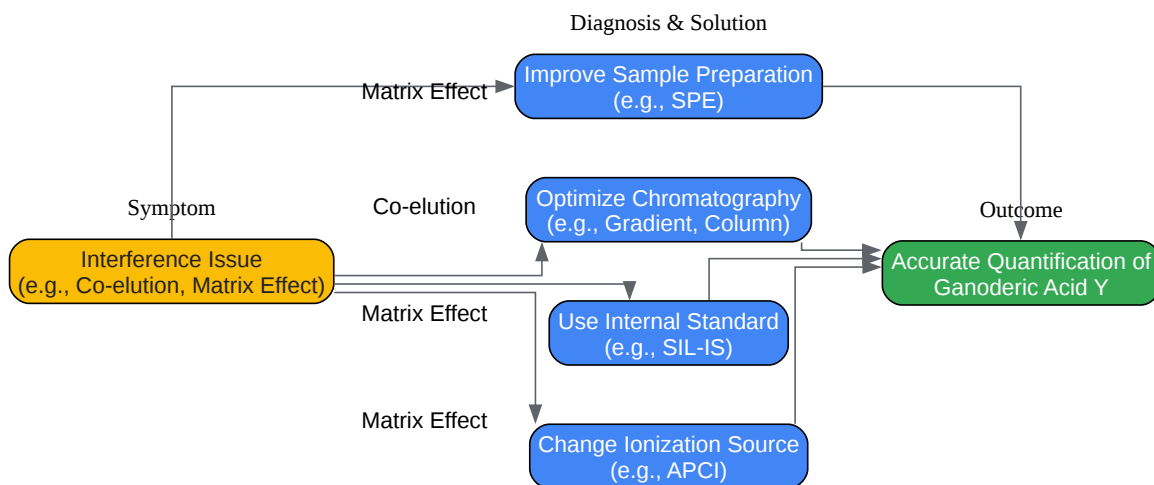 Diagnosis & Solution
Improve Sample Preparation
(e.g., SPE)
Matrix Effect
Symptom
Co-elution
Optimize Chromatography
(e.g., Gradient, Column)
Outcome
Interference Issue
(e.g., Co-elution, Matrix Effect)
Accurate Quantification of
Ganoderic Acid Y
Matrix Effect
Use Internal Standard
(e.g., SIL-IS)
Matrix Effect
Change Ionization Source
(e.g., APCI)